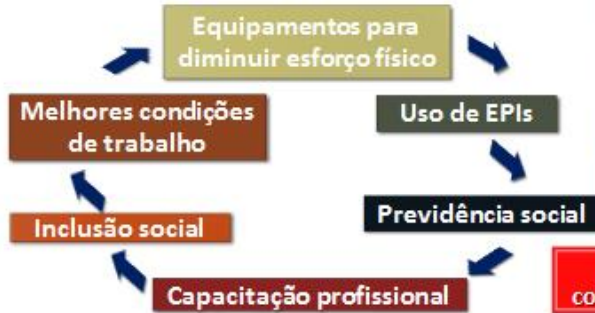 Equipamentos para
diminuir esforço físico
Uso de EPIs
Previdência social
Capacitação profissional
Inclusão social
Melhores condições
de trabalho